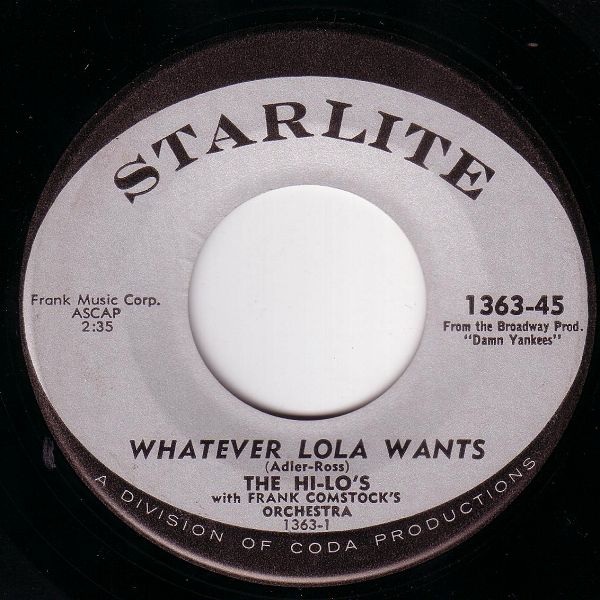 STARLITE
Frank Music Corp.
ASCAP
2:35
1363-45
From the Broadway Prod.
"Damn Yankees"
WHATEVER LOLA WANTS
(Adler-Ross)
THE HI-LO'S
with FRANK COMSTOCK'S
ORCHESTRA
1363-1
A DIVISION OF CODA PRODUCTIONS